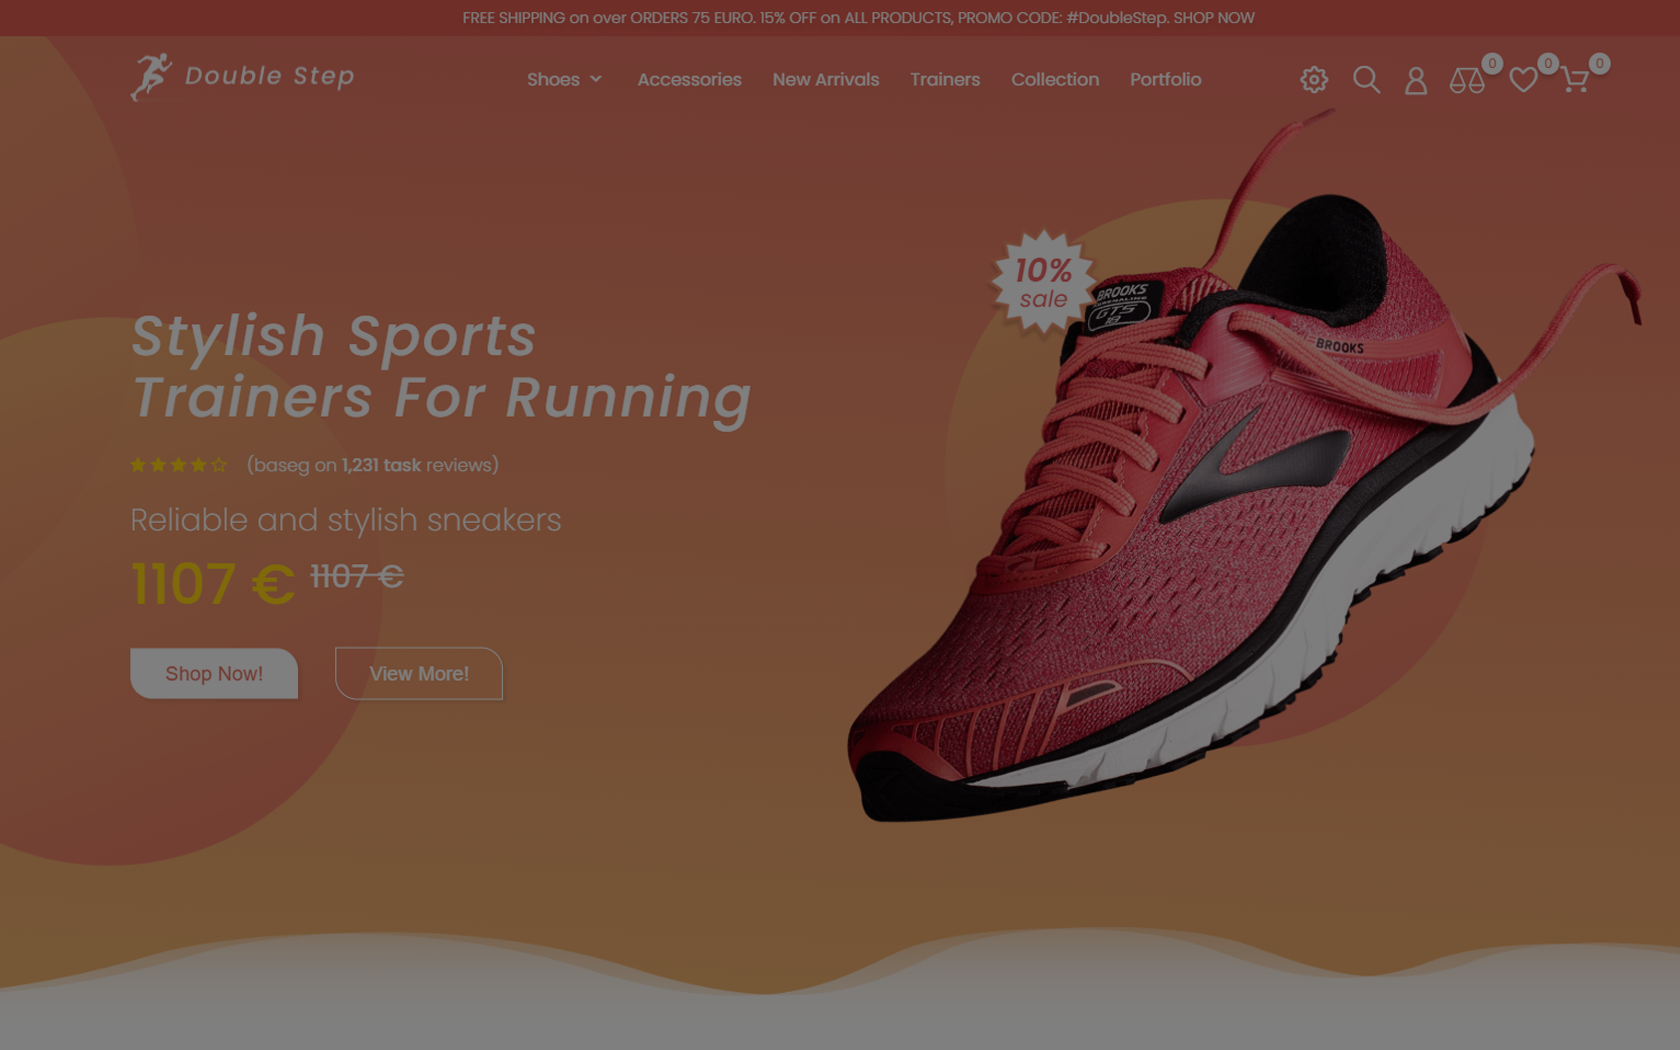 FREE SHIPPING on over ORDERS 75 EURO. 15% OFF on ALL PRODUCTS, PROMO CODE: #DoubleStep. SHOP NOW
Double Step
Shoes Accessories New Arrivals Trainers Collection Portfolio
0 0 0
10%
sale
BROOKS
ADRENALINE
GTS
18
BROOKS
Stylish Sports
Trainers For Running
(baseg on 1,231 task reviews)
Reliable and stylish sneakers
1107 € 1107 €
Shop Now! View More!